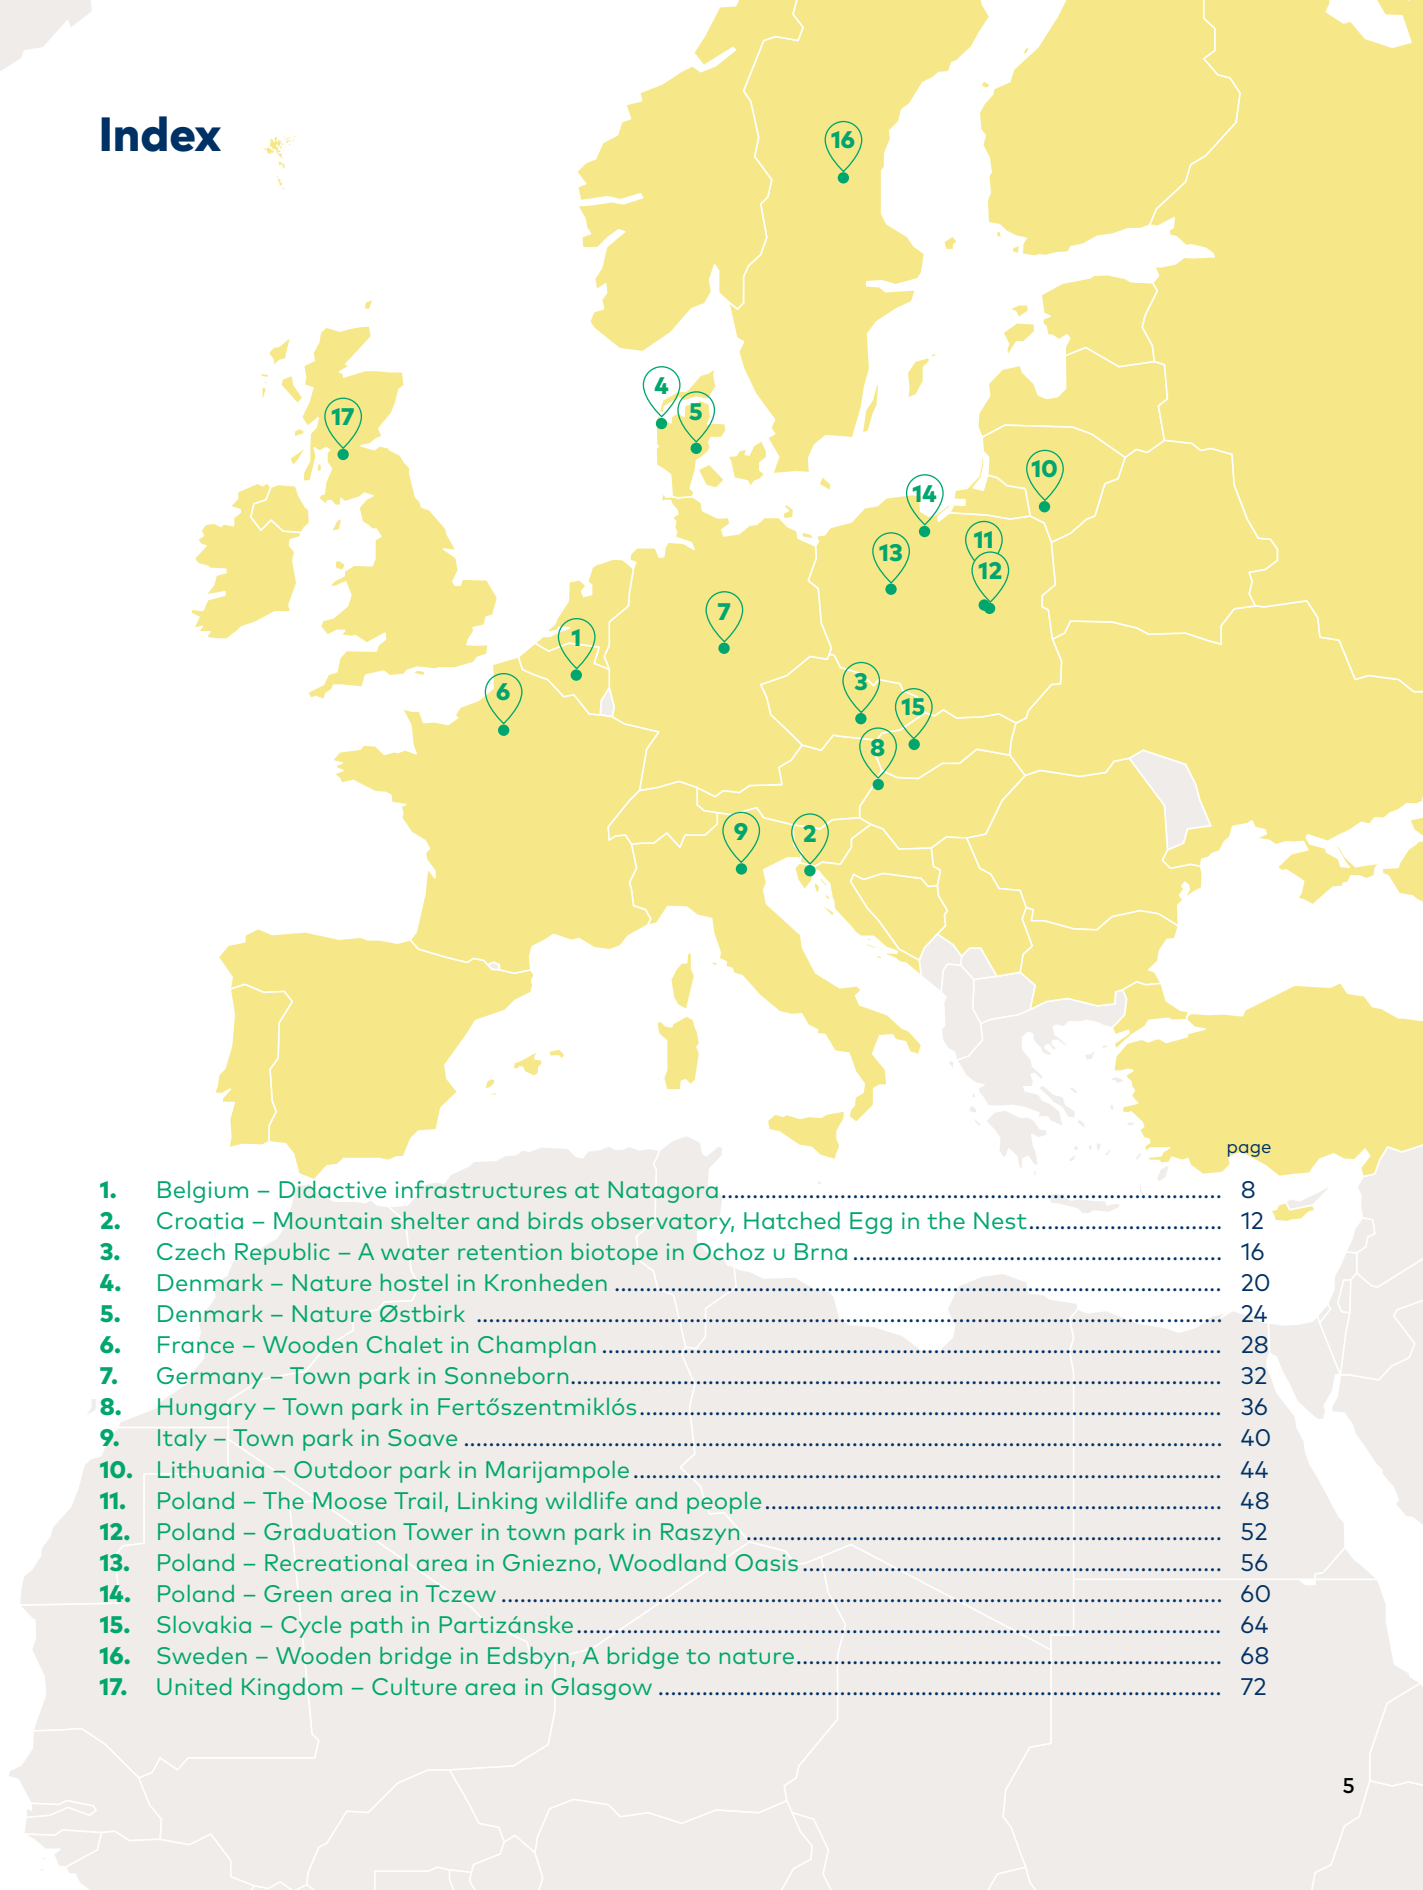 Index
16
4
5
17
10
14
11
13
12
7
1
3
6
15
8
9
2
page
1. Belgium – Didactive infrastructures at Natagora 8
2. Croatia – Mountain shelter and birds observatory, Hatched Egg in the Nest 12
3. Czech Republic – A water retention biotope in Ochoz u Brna 16
4. Denmark – Nature hostel in Kronheden 20
5. Denmark – Nature Østbirk 24
6. France – Wooden Chalet in Champlan 28
7. Germany – Town park in Sonneborn 32
8. Hungary – Town park in Fertőszentmiklós 36
9. Italy – Town park in Soave 40
10. Lithuania – Outdoor park in Marijampole 44
11. Poland – The Moose Trail, Linking wildlife and people 48
12. Poland – Graduation Tower in town park in Raszyn 52
13. Poland – Recreational area in Gniezno, Woodland Oasis 56
14. Poland – Green area in Tczew 60
15. Slovakia – Cycle path in Partizánske 64
16. Sweden – Wooden bridge in Edsbyn, A bridge to nature 68
17. United Kingdom – Culture area in Glasgow 72
5